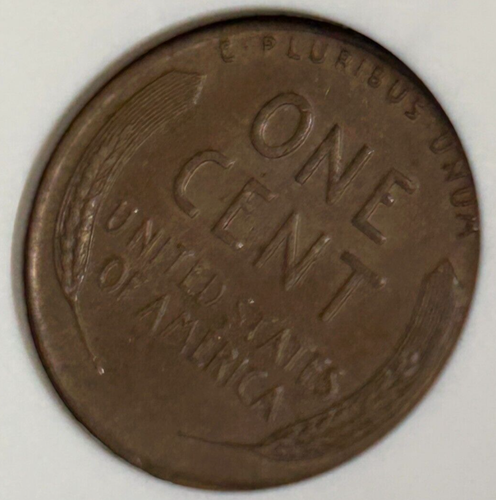 E · PLURIBUS · UNUM
ONE
CENT
UNITED STATES
OF AMERICA